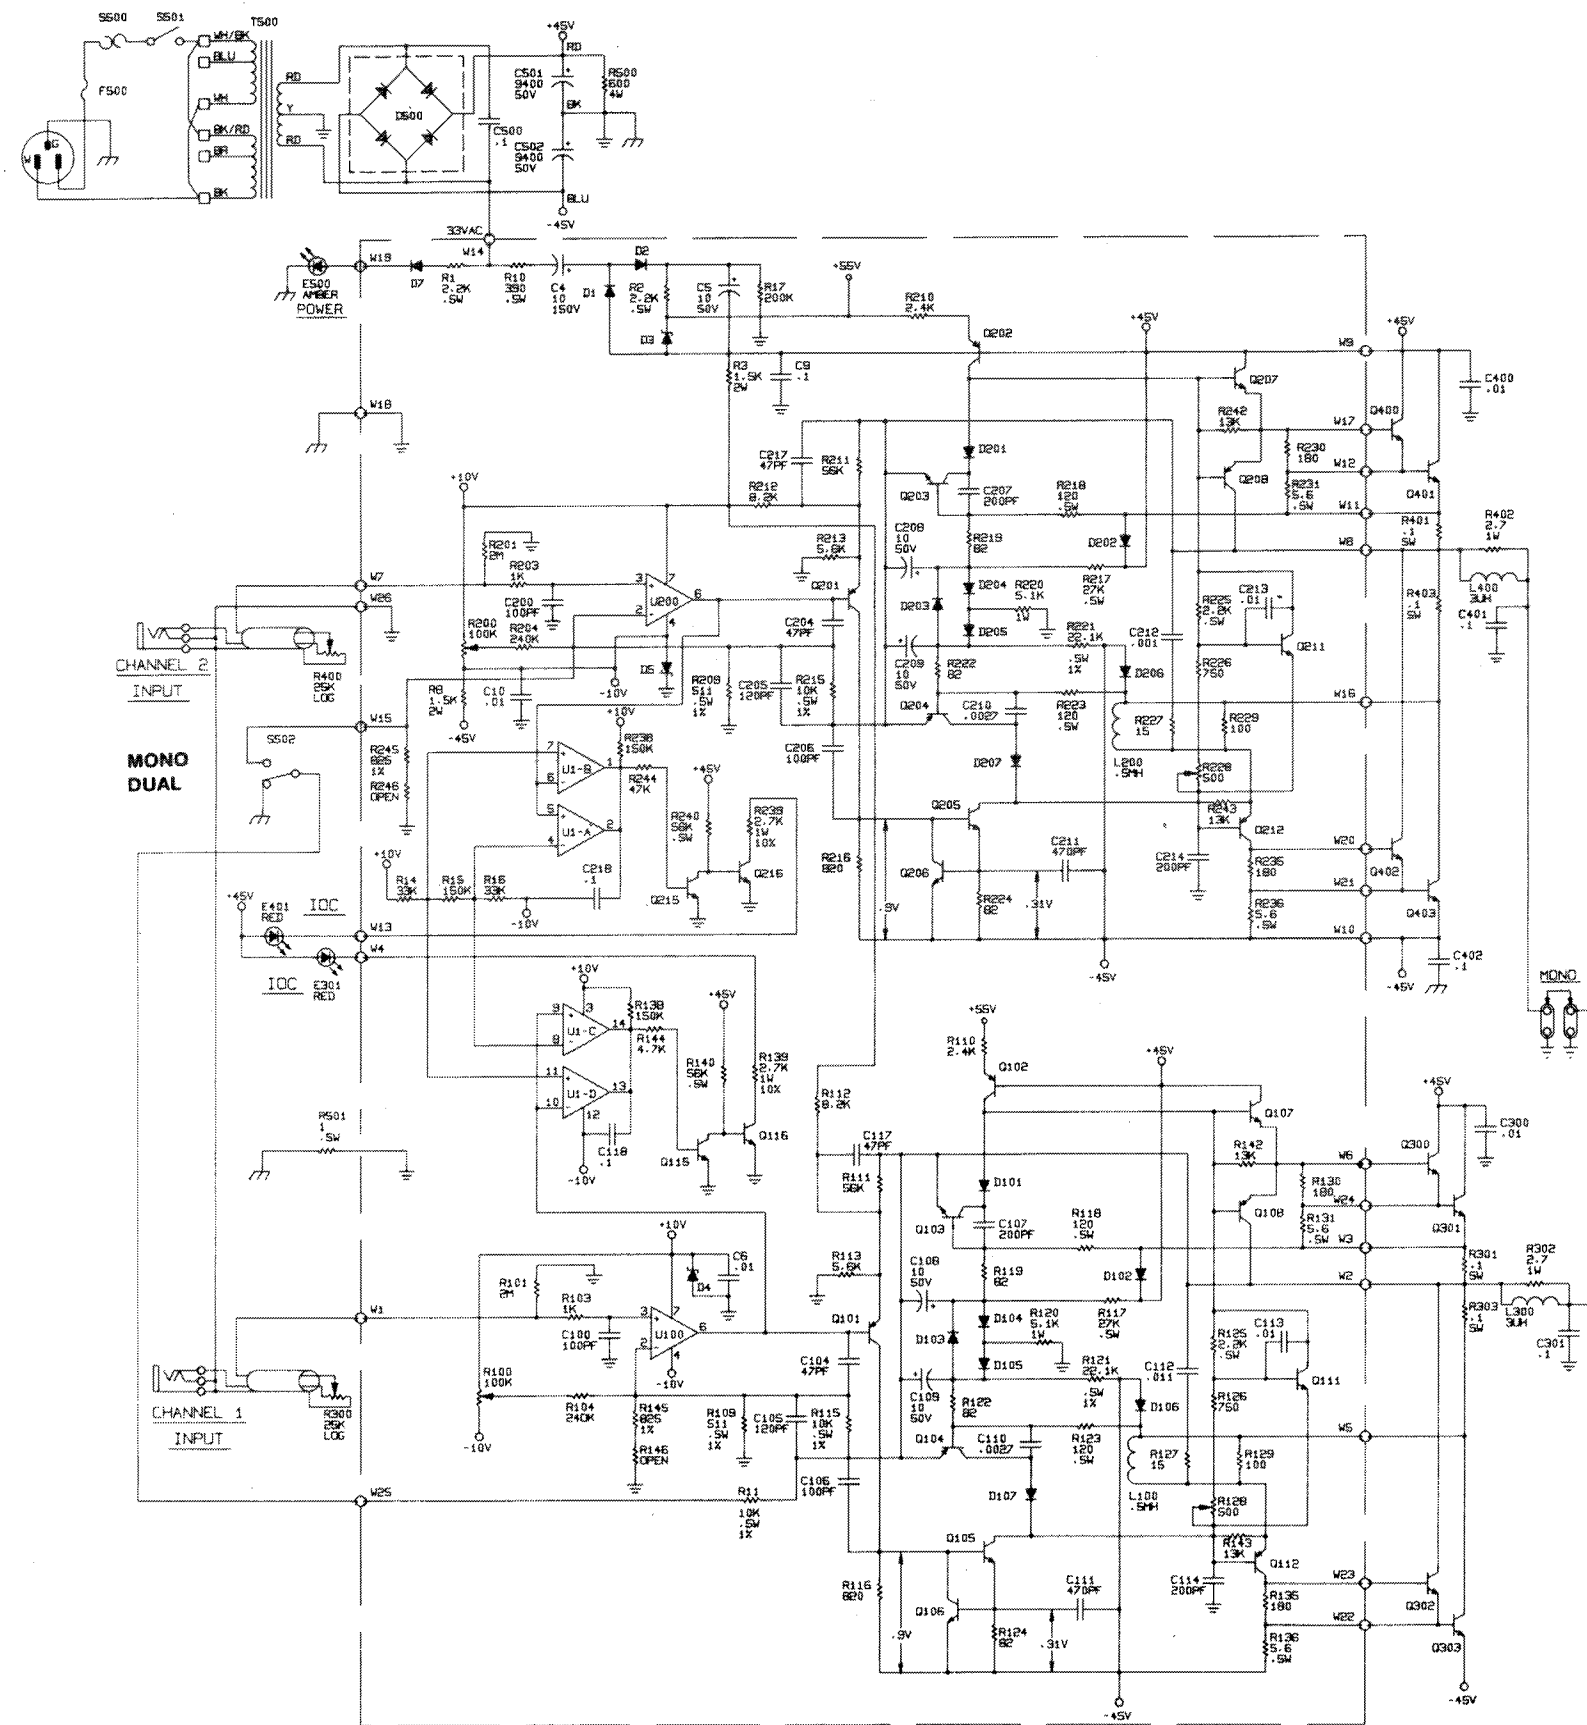 S500
S501
T500
WH/BK
BLU
F500
WH
BK/RD
BR
BK
G
W
RD
Y
RD
D500
C500
.1
+45V
RD
C501
9400
50V
R500
600
4W
BK
C502
9400
50V
BLU
-45V
33VAC
W14
W19
E500
AMBER
POWER
D7
R1
2.2K
.5W
R10
390
.5W
C4
10
150V
D1
D2
R2
2.2K
.5W
D3
C5
10
50V
R17
200K
+55V
R210
2.4K
Q202
+45V
W9
+45V
R3
1.5K
2W
C9
.1
Q207
C400
.01
W18
R242
13K
W17
Q400
C217
47PF
R211
56K
D201
R230
180
W12
+10V
R212
8.2K
Q203
C207
200PF
R218
120
.5W
Q208
R231
5.6
.5W
W11
Q401
R401
.1
5W
R402
2.7
1W
R201
2M
R203
1K
R213
5.6K
C208
10
50V
R219
82
D202
W8
W7
W26
C200
100PF
3
2
7
4
6
U200
Q201
D203
D204
R220
5.1K
1W
R217
27K
.5W
R225
2.2K
.5W
C213
.01
R403
.1
5W
L400
3UH
C401
.1
R200
100K
R204
240K
C204
47PF
D205
R221
22.1K
.5W
1%
C212
.001
Q211
CHANNEL 2
INPUT
R400
25K
LOG
D5
C209
10
50V
R222
82
D206
R226
750
R8
1.5K
2W
C10
.01
-10V
R209
511
.5W
1%
C205
120PF
R215
10K
.5W
1%
Q204
C210
.0027
R223
120
.5W
R227
15
R229
100
W16
W15
-45V
+10V
S502
MONO
DUAL
R245
825
1%
R246
OPEN
7
6
U1-B
1
R238
150K
R244
47K
+45V
C206
100PF
D207
L200
.5MH
R228
500
5
4
U1-A
2
R240
56K
.5W
R239
2.7K
1W
10%
Q205
R243
13K
Q212
W20
Q402
+10V
R14
33K
R15
150K
R16
33K
C218
.1
Q215
Q216
R216
820
Q206
C211
470PF
C214
200PF
R235
180
W21
+45V
E401
RED
IOC
-10V
R224
82
.9V
.31V
R236
5.6
.5W
Q403
W13
W4
W10
IOC
E301
RED
-45V
-45V
C402
.1
+10V
MONO
9
8
3
U1-C
14
R138
150K
R144
4.7K
+45V
+55V
R110
2.4K
Q102
+45V
R140
56K
.5W
R139
2.7K
1W
10%
11
10
U1-D
13
12
R112
8.2K
Q107
+45V
C300
.01
R501
1
.5W
C118
.1
Q115
Q116
C117
47PF
R142
13K
W6
Q300
-10V
R111
56K
D101
R130
180
W24
Q103
C107
200PF
R118
120
.5W
Q108
R131
5.6
.5W
W3
Q301
+10V
C6
.01
D4
R113
5.6K
C108
10
50V
R119
82
D102
R301
.1
5W
R302
2.7
1W
W2
R101
2M
R103
1K
W1
C100
100PF
3
2
7
4
6
U100
Q101
D103
D104
R120
5.1K
1W
R117
27K
.5W
R125
2.2K
.5W
C113
.01
R303
.1
5W
L300
3UH
C301
.1
-10V
R100
100K
C104
47PF
D105
R121
22.1K
.5W
1%
C112
.011
Q111
CHANNEL 1
INPUT
R300
25K
LOG
R104
240K
R145
825
1%
R109
511
.5W
1%
C105
120PF
R115
10K
.5W
1%
C109
10
50V
R122
82
D106
R126
750
-10V
R146
OPEN
Q104
C110
.0027
R123
120
.5W
R127
15
R129
100
W5
C106
100PF
D107
L100
.5MH
R128
500
W25
R11
10K
.5W
1%
Q105
R143
13K
Q112
W23
Q302
R116
820
Q106
C111
470PF
C114
200PF
R135
180
W22
.9V
R124
82
.31V
R136
5.6
.5W
Q303
-45V
-45V